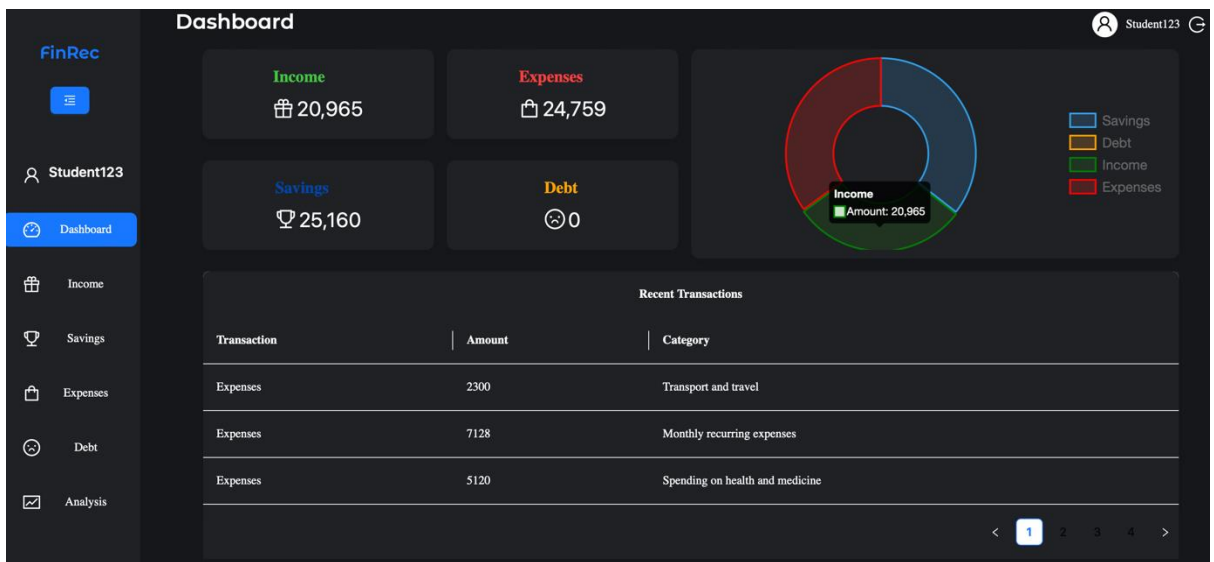 Dashboard
Student123
FinRec
Student123
Dashboard
Income
Savings
Expenses
Debt
Analysis
Income
20,965
Expenses
24,759
Savings
25,160
Debt
0
Income
Amount: 20,965
Savings
Debt
Income
Expenses
Recent Transactions
Transaction Amount Category
Expenses 2300 Transport and travel
Expenses 7128 Monthly recurring expenses
Expenses 5120 Spending on health and medicine
< 1 2 3 4 >